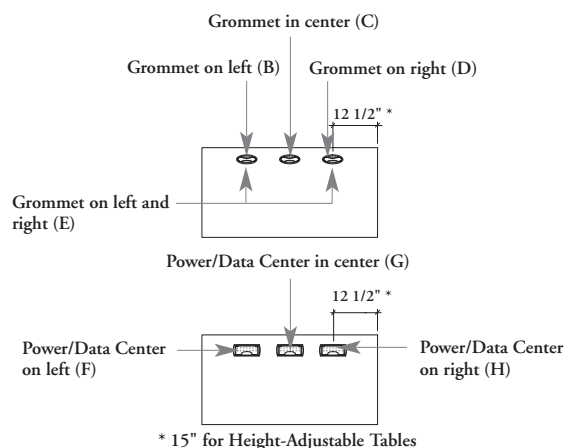 Grommet in center (C)
Grommet on left (B)
Grommet on right (D)
12 1/2" *
Grommet on left and
right (E)
Power/Data Center in center (G)
12 1/2" *
Power/Data Center
on left (F)
Power/Data Center
on right (H)
* 15" for Height-Adjustable Tables